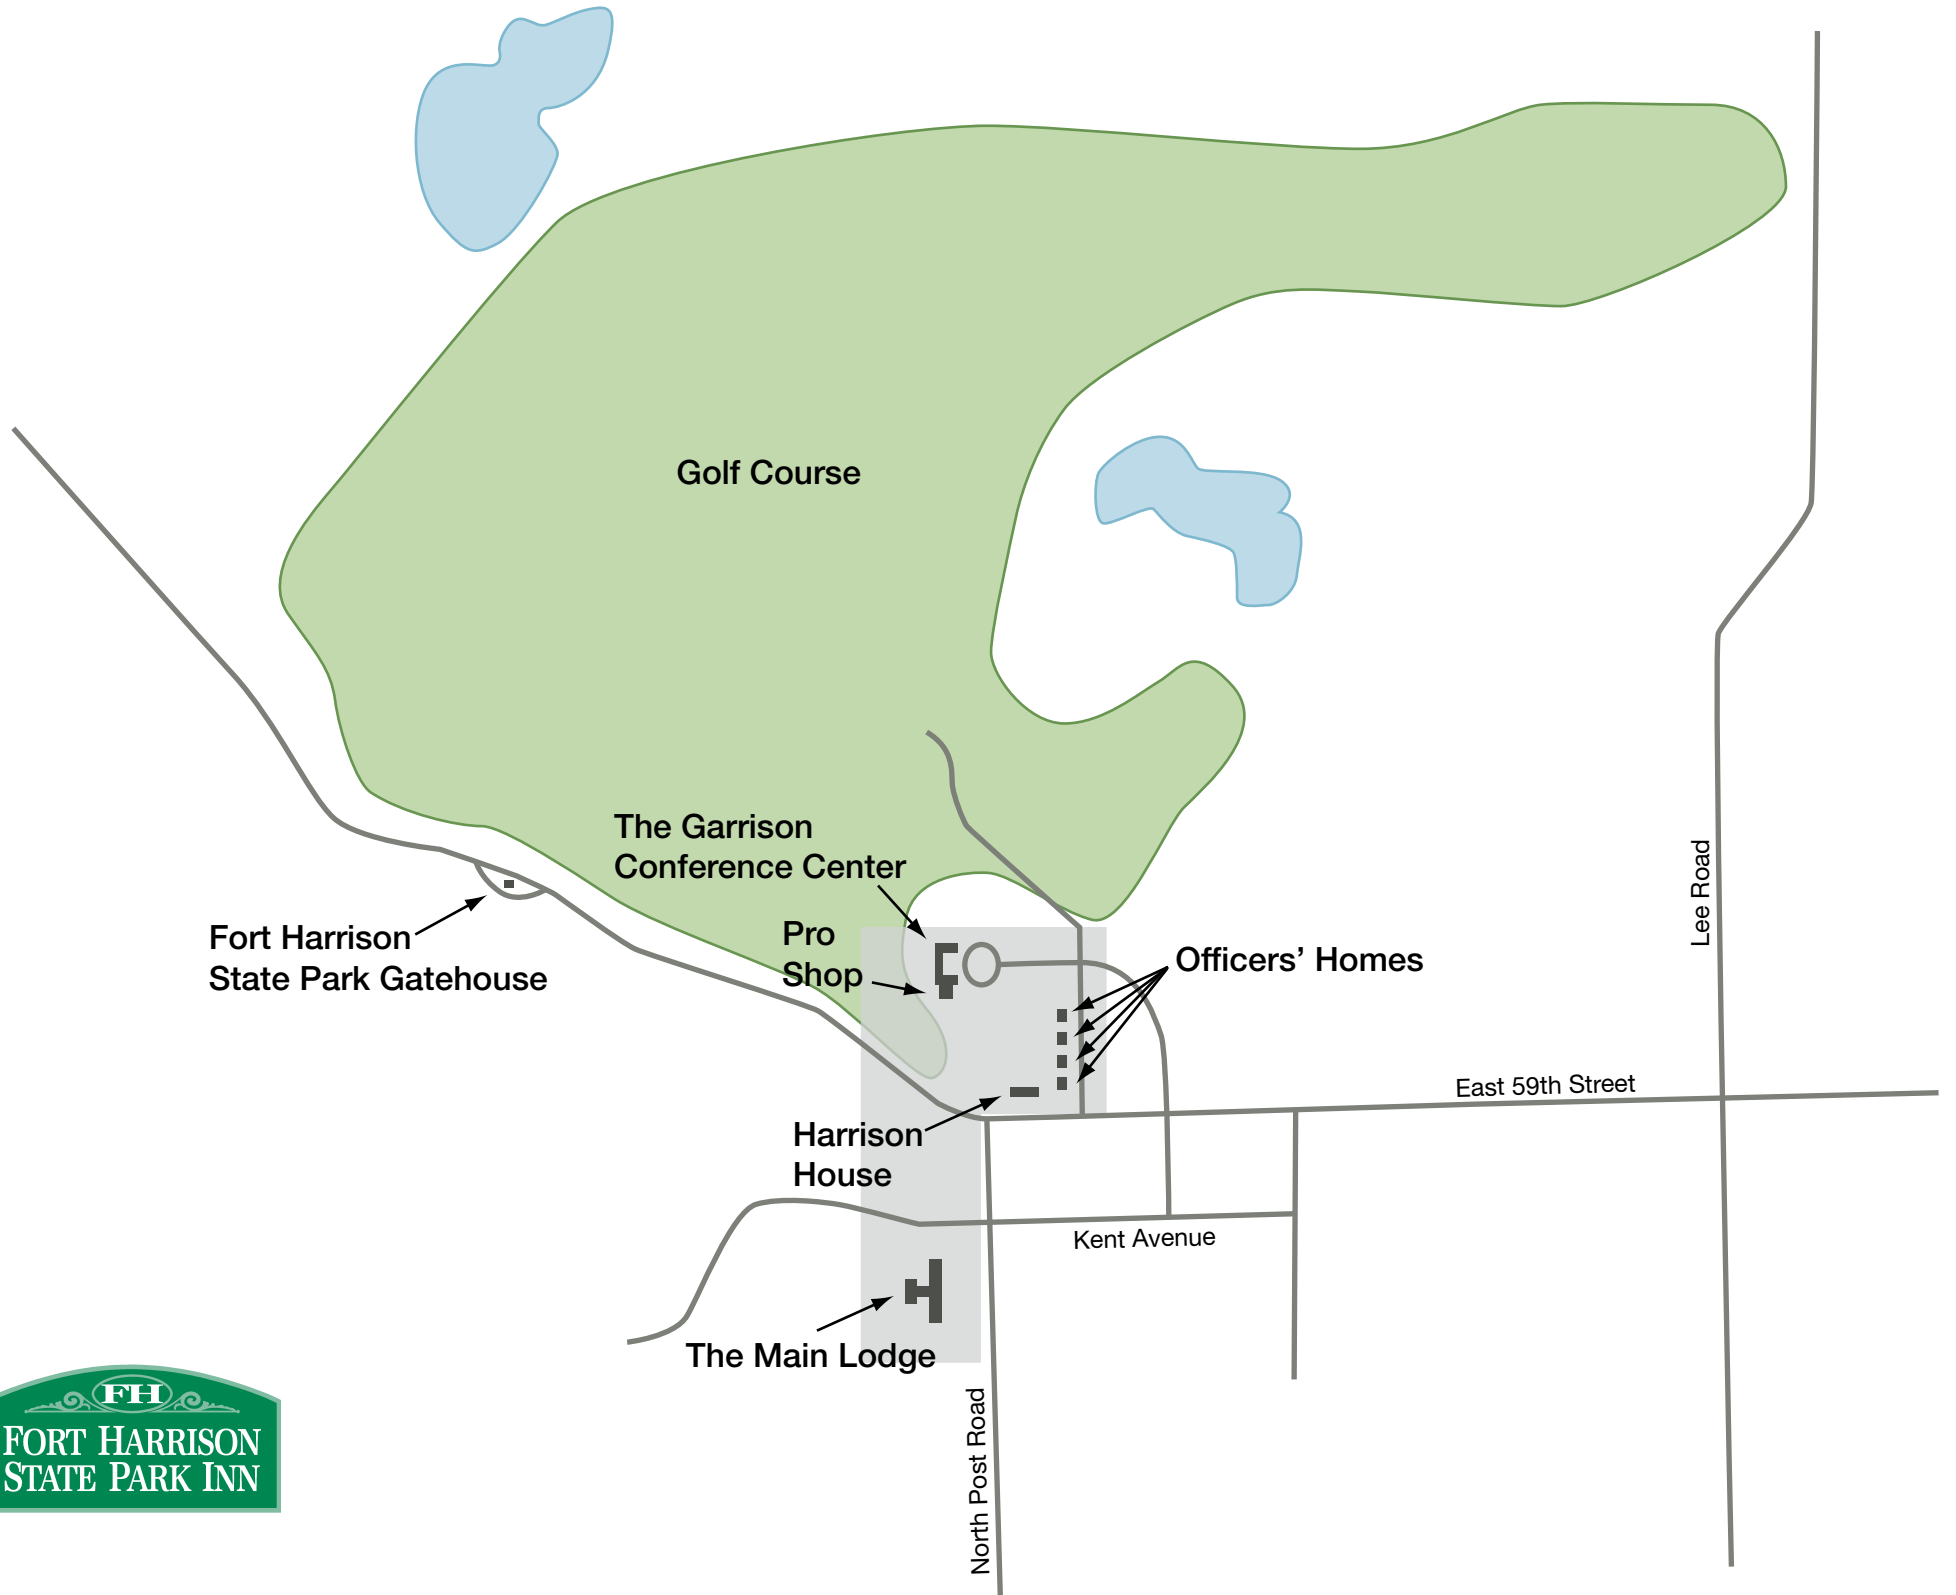 Golf Course
The Garrison
Conference Center
Fort Harrison
State Park Gatehouse
Pro
Shop
Officers’ Homes
Lee Road
East 59th Street
Harrison
House
Kent Avenue
The Main Lodge
North Post Road
FH
FORT HARRISON
STATE PARK INN